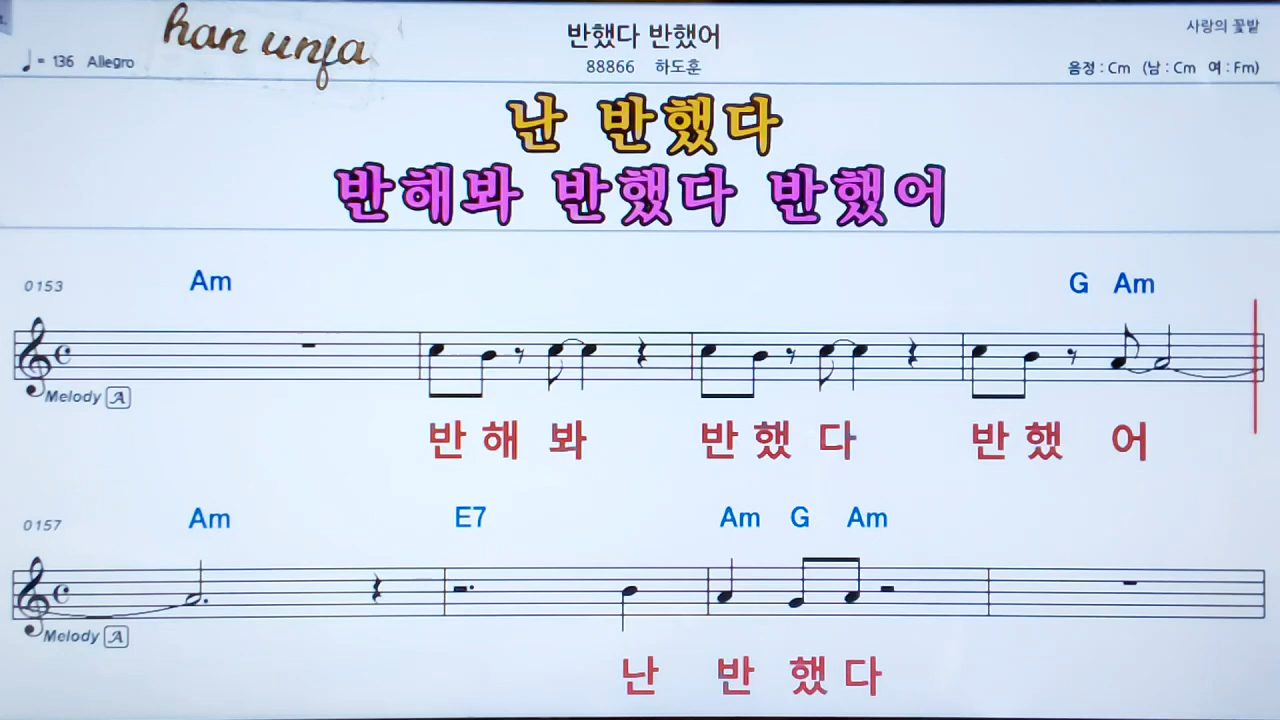 han unfa
반했다 반했어
사랑의 꽃밭
♩= 136 Allegro
88866 하도훈
음정 : Cm (남 : Cm 여 : Fm)
난 반했다
반해봐 반했다 반했어
0153 Am G Am
Melody A
반 해 봐 반 했 다 반 했 어
0157 Am E7 Am G Am
Melody A
난 반 했 다